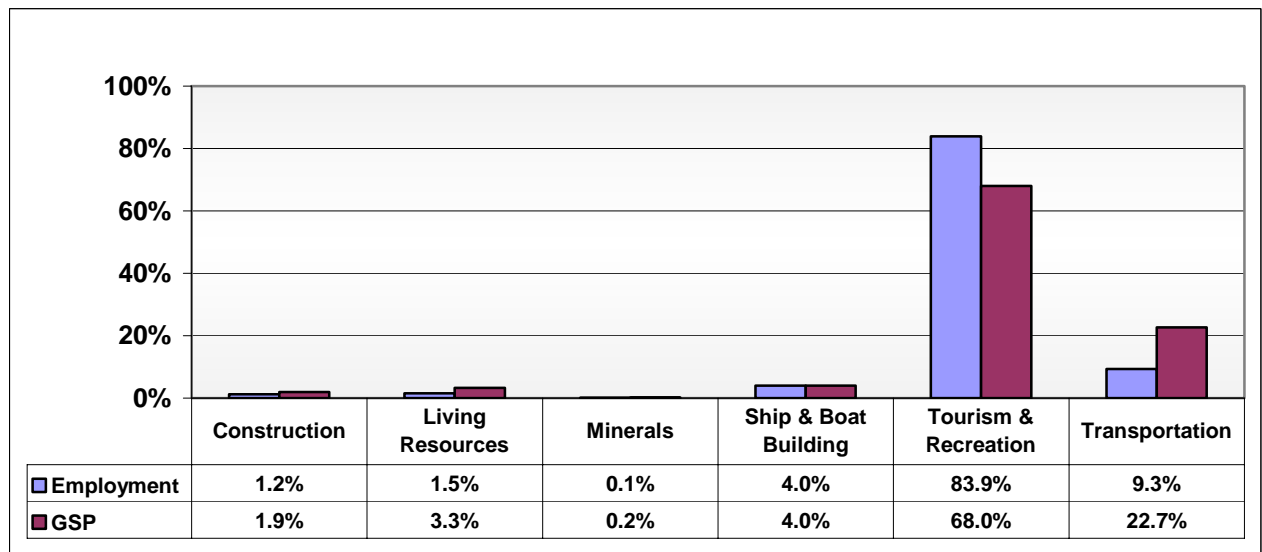 100%
80%
60%
40%
20%
0%
Construction Living Resources Minerals Ship & Boat Building Tourism & Recreation Transportation
Employment 1.2% 1.5% 0.1% 4.0% 83.9% 9.3%
GSP 1.9% 3.3% 0.2% 4.0% 68.0% 22.7%